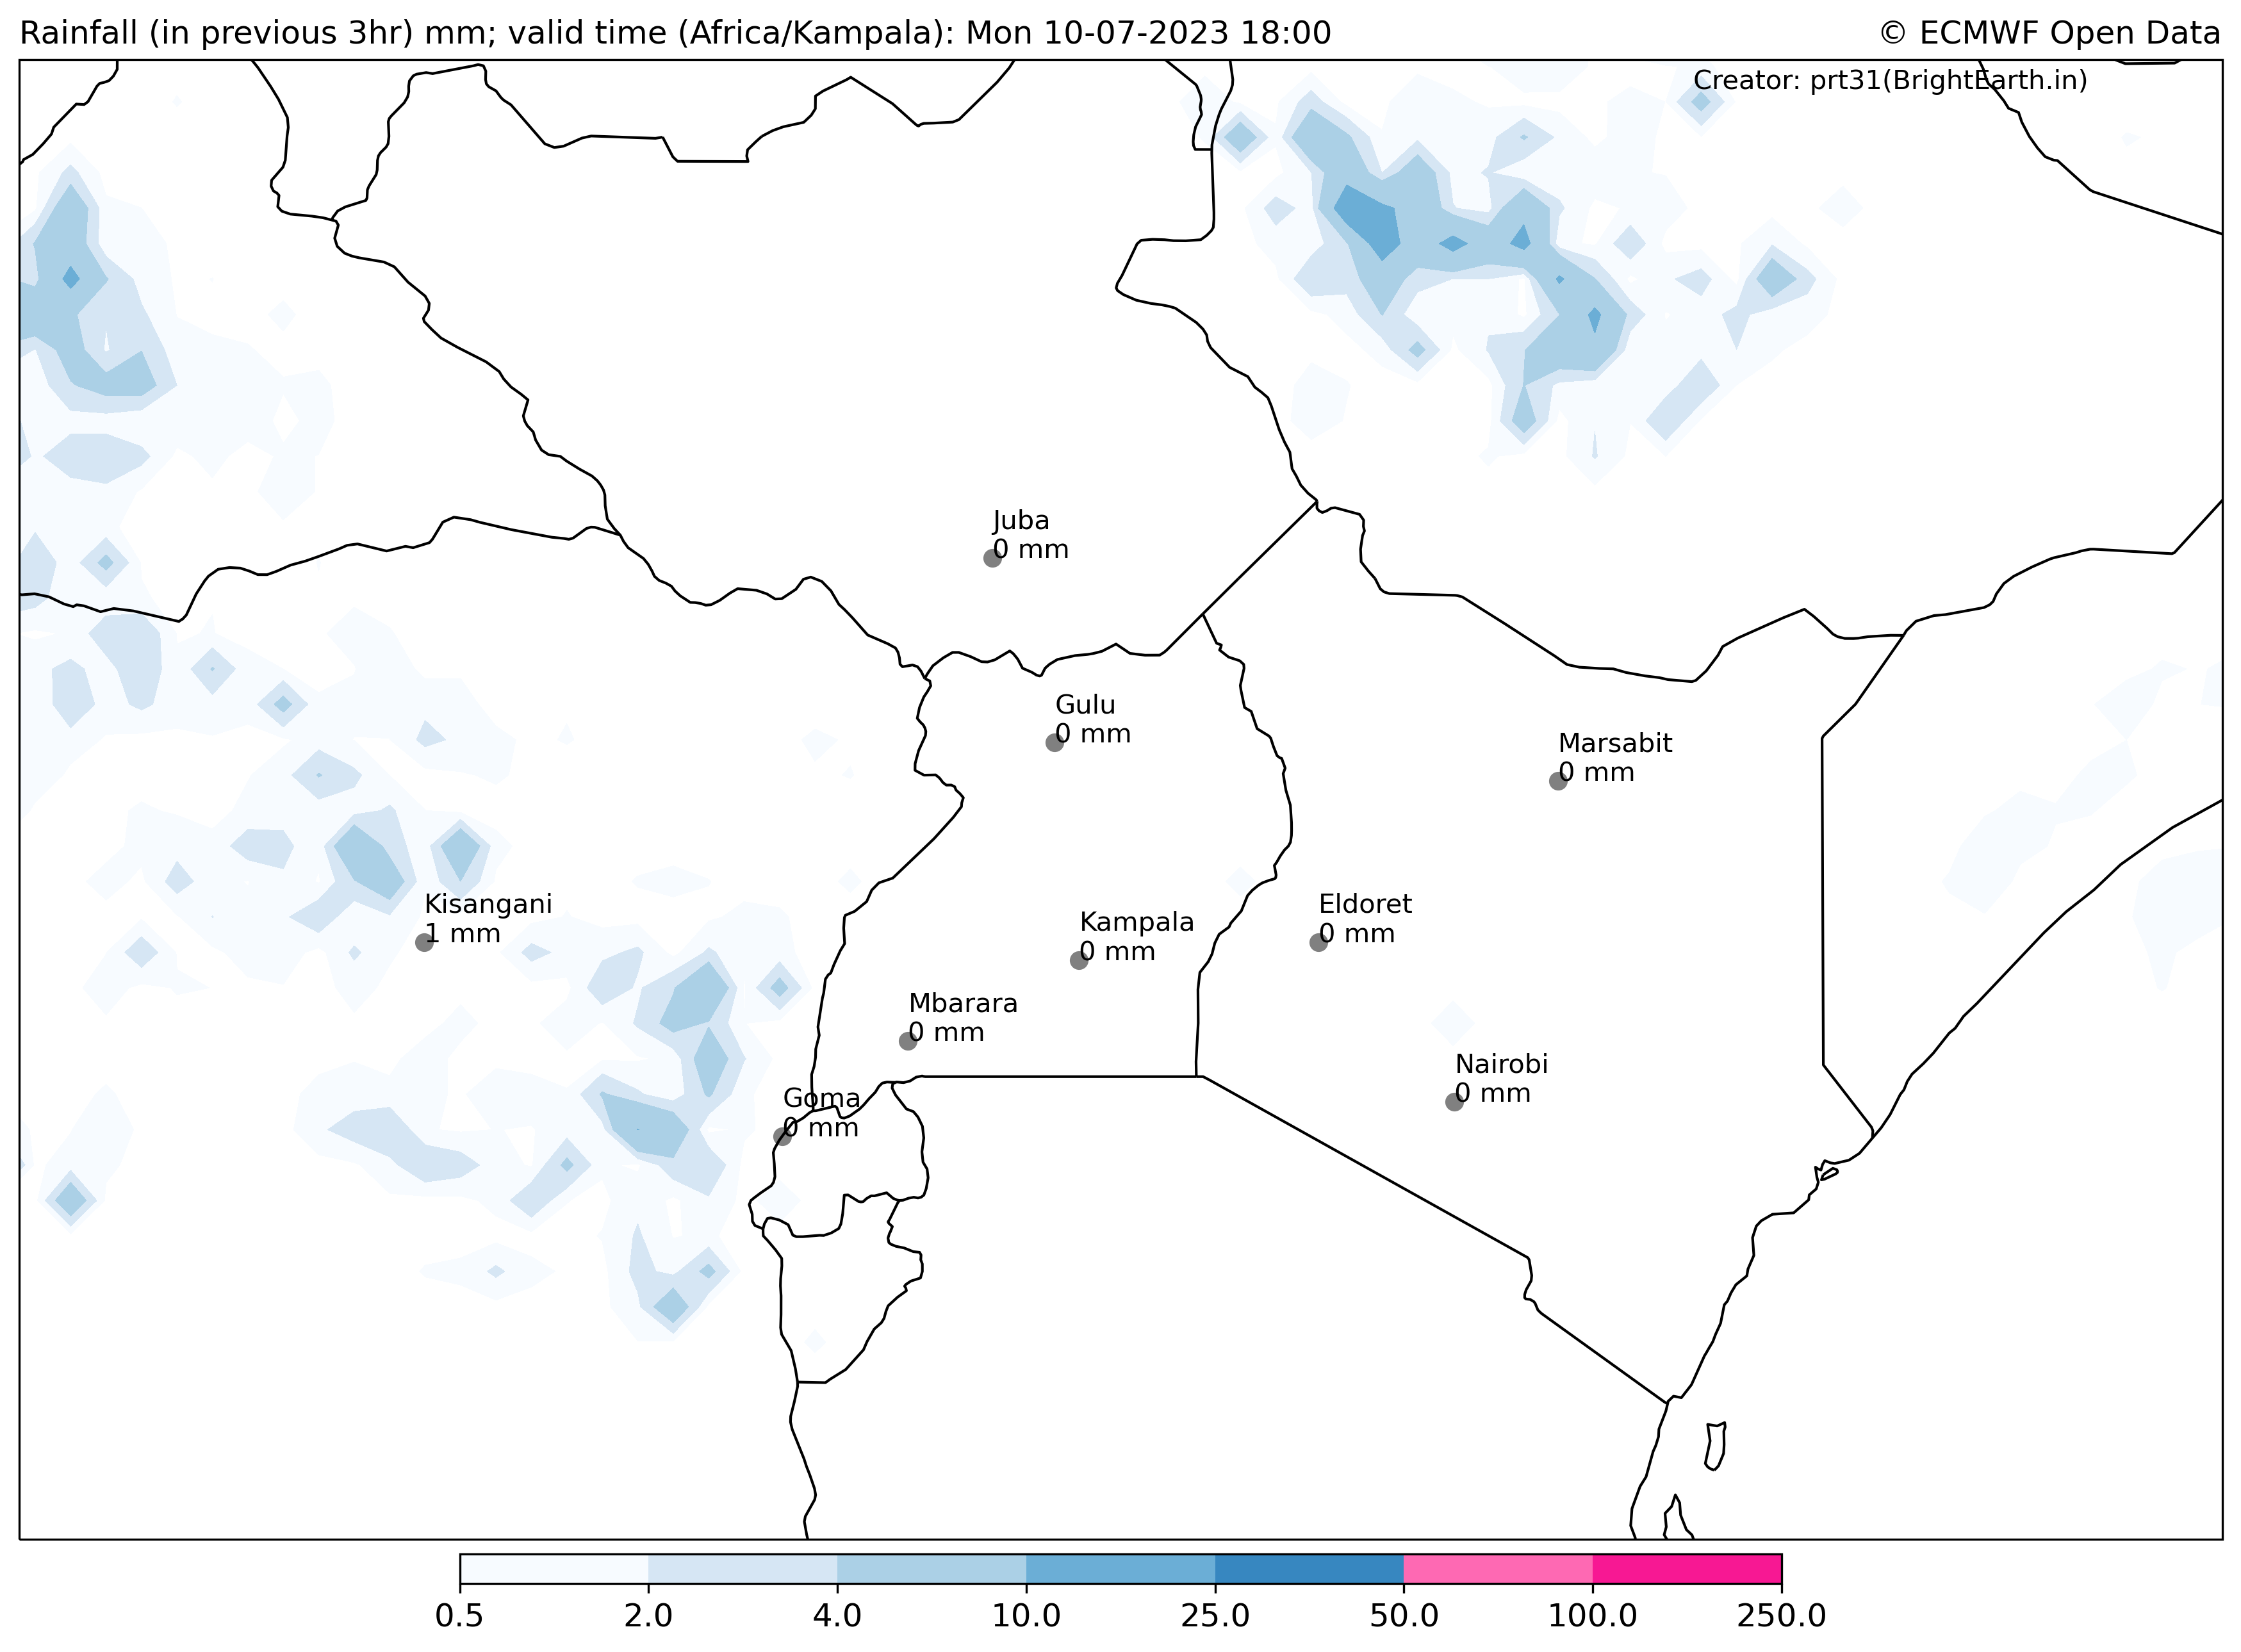 Rainfall (in previous 3hr) mm; valid time (Africa/Kampala): Mon 10-07-2023 18:00
© ECMWF Open Data
Creator: prt31(BrightEarth.in)
Juba
0 mm
Gulu
0 mm
Marsabit
0 mm
Kisangani
1 mm
Kampala
0 mm
Eldoret
0 mm
Mbarara
0 mm
Nairobi
0 mm
Goma
0 mm
0.5 2.0 4.0 10.0 25.0 50.0 100.0 250.0